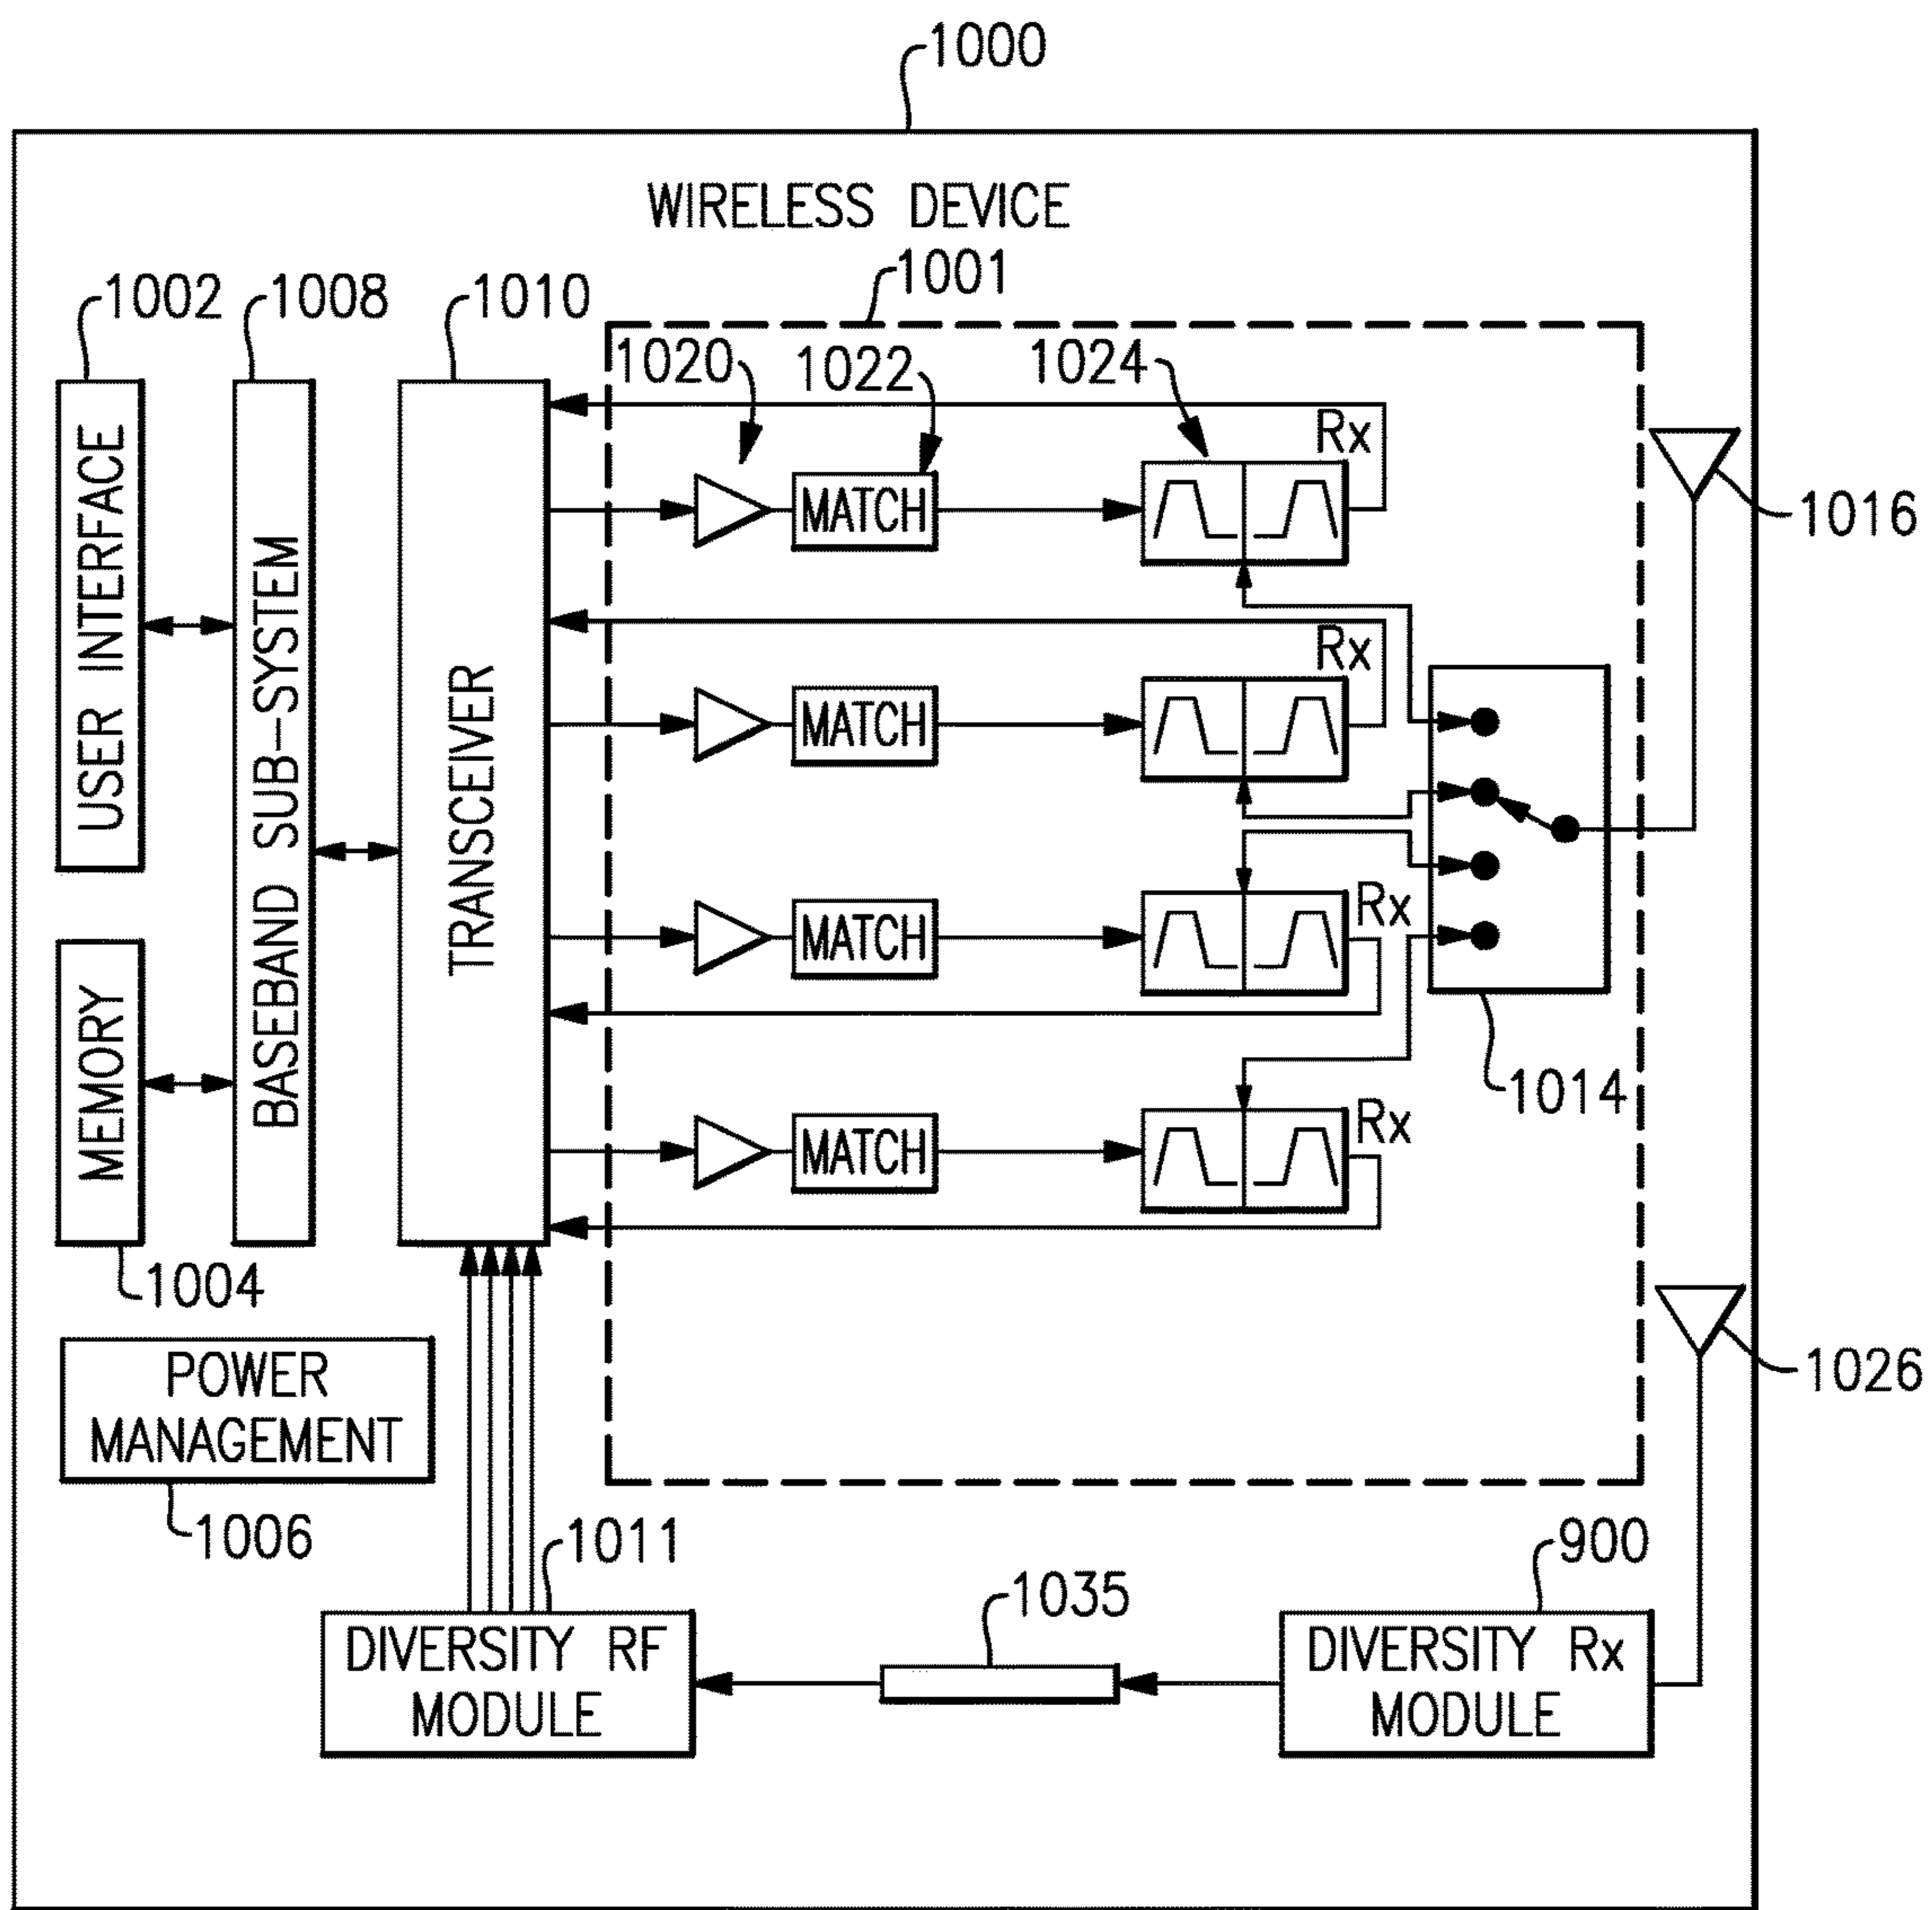 1000
WIRELESS DEVICE
1001
1002
1008
1010
1020
1022
1024
Rx
MATCH
1016
USER INTERFACE
BASEBAND SUB-SYSTEM
TRANSCEIVER
Rx
MATCH
Rx
MATCH
MEMORY
1014
Rx
MATCH
1004
POWER
MANAGEMENT
1026
1006
1011
900
1035
DIVERSITY RF
MODULE
DIVERSITY Rx
MODULE